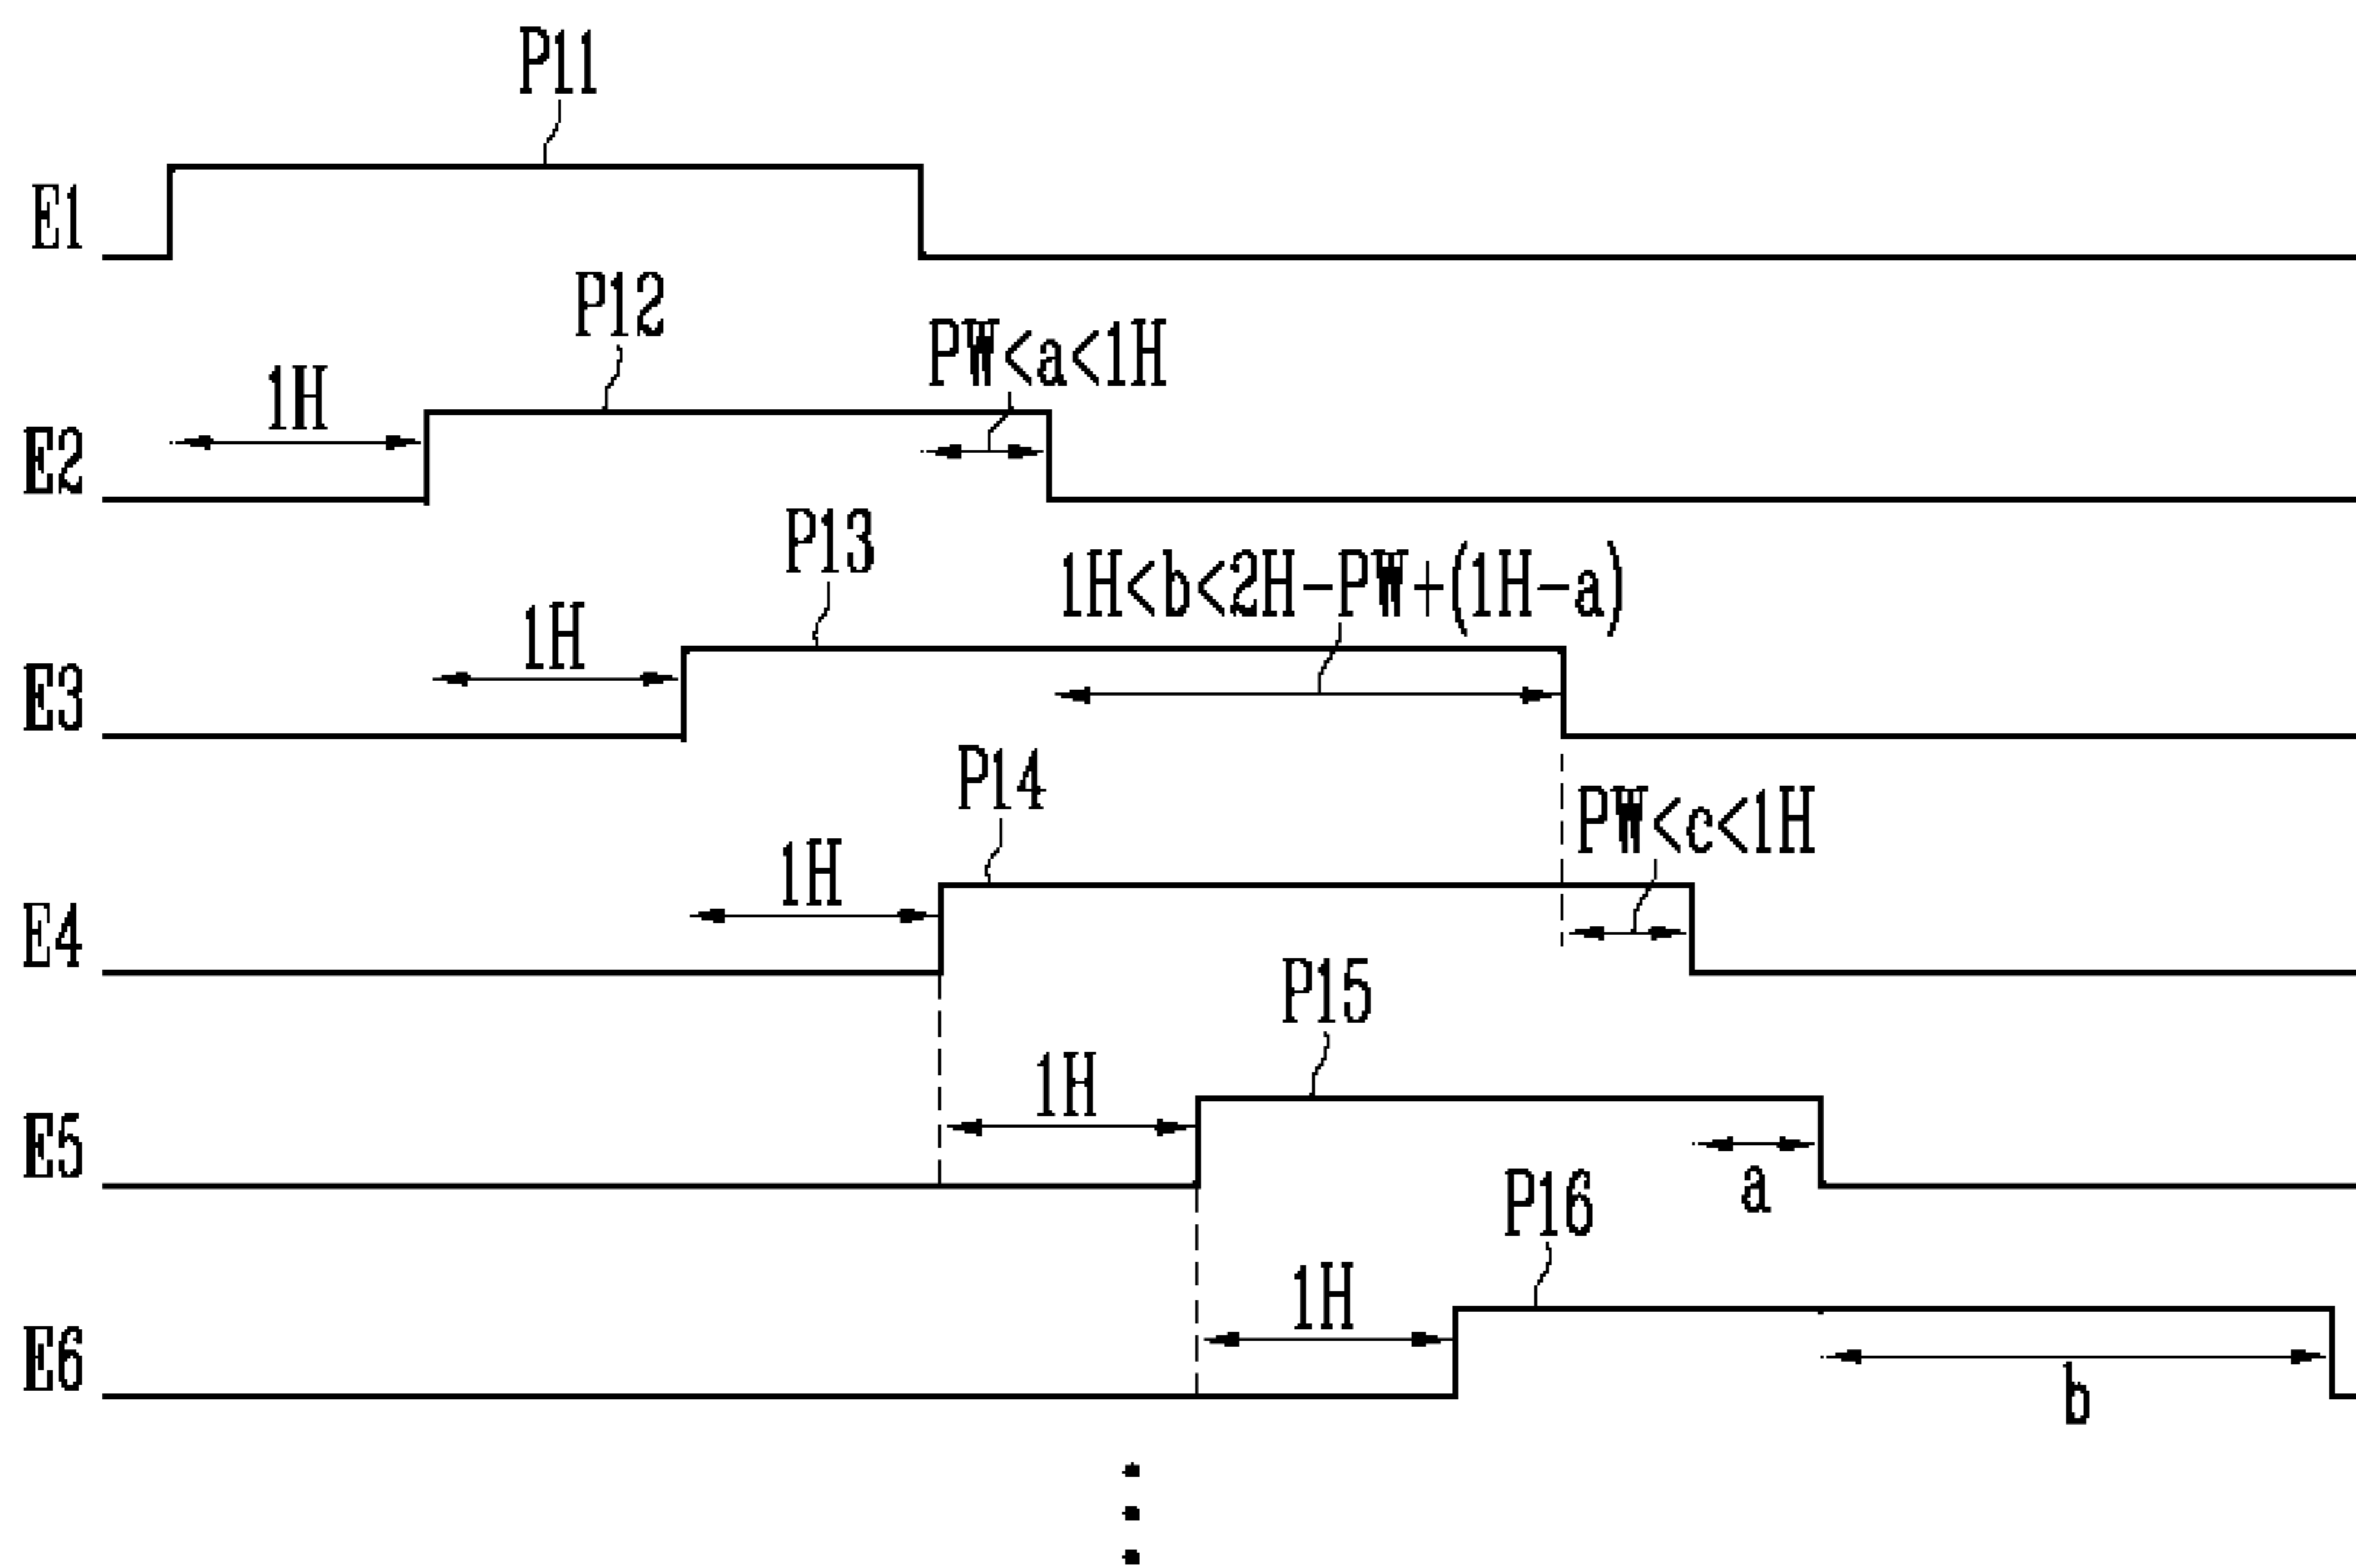 P11
E1
P12
PW<a<1H
1H
E2
P13
1H<b<2H-PW+(1H-a)
1H
E3
P14
PW<c<1H
1H
E4
P15
1H
E5
a
P16
1H
E6
b